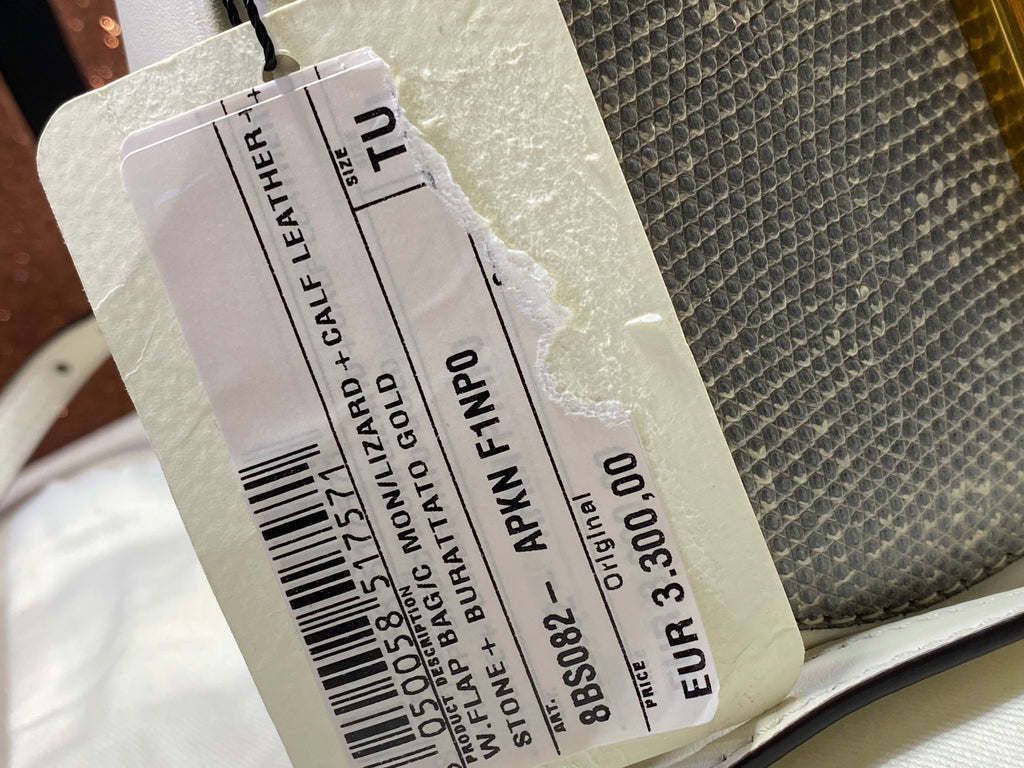 8 050058 517571
PRODUCT DESCRIPTION
W.FLAP BAG/C MON/LIZARD + CALF LEATHER ++
STONE + BURATTATO GOLD
SIZE
TU
ART.
8BS082 – APKN F1NP0
Original
PRICE
EUR 3.300,00